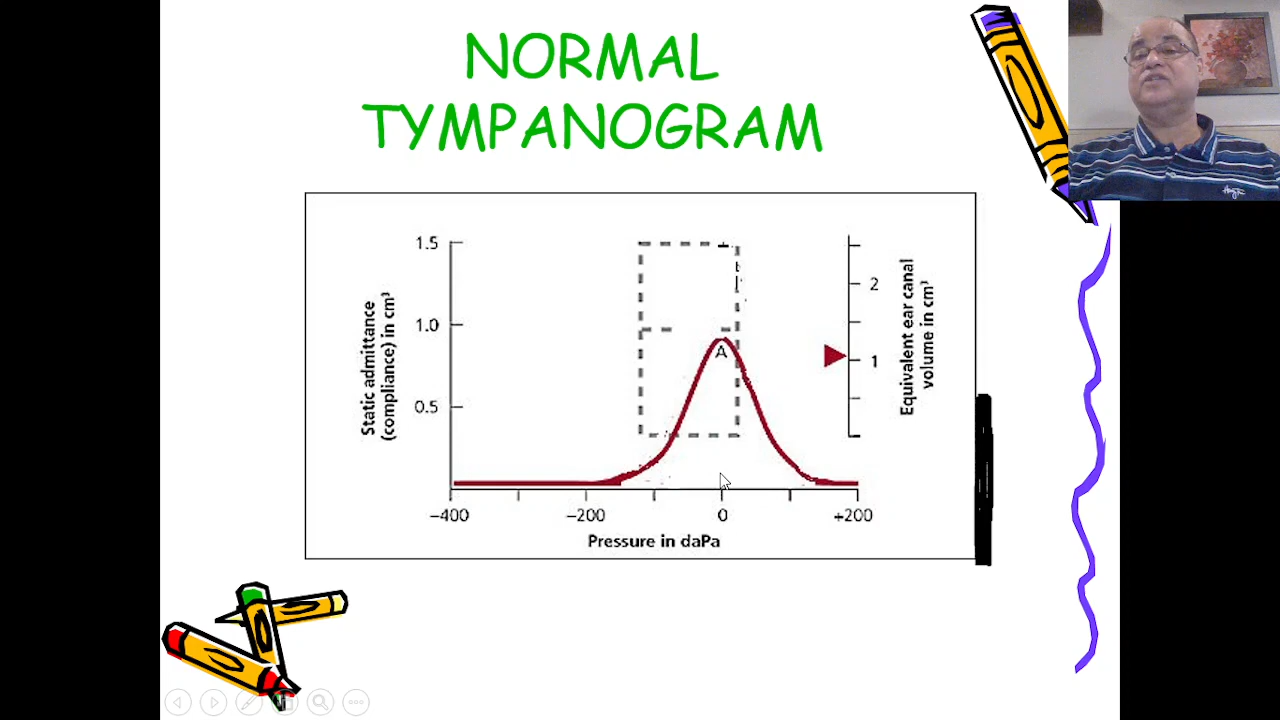 NORMAL
TYMPANOGRAM
1.5
1.0
0.5
Static admittance
(compliance) in cm³
A
2
1
Equivalent ear canal
volume in cm³
−400
−200
0
+200
Pressure in daPa